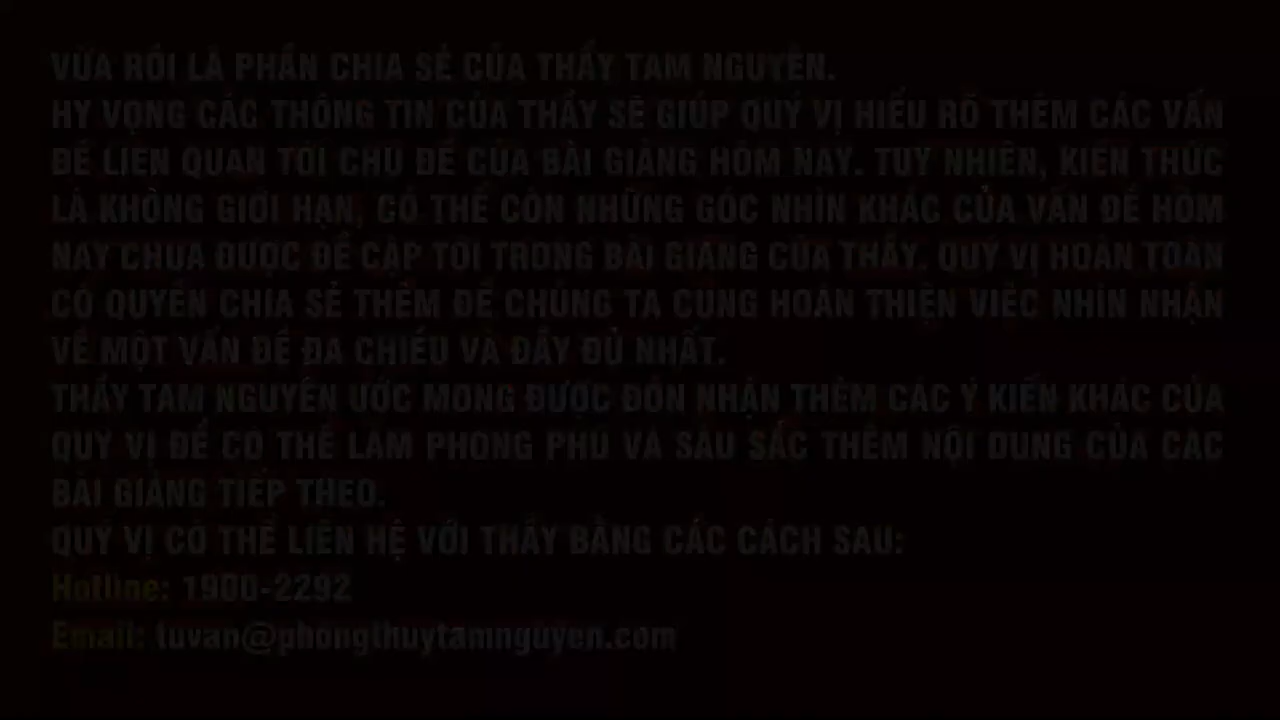 VỪA RỒI LÀ PHẦN CHIA SẺ CỦA THẦY TAM NGUYÊN.
HY VỌNG CÁC THÔNG TIN CỦA THẦY SẼ GIÚP QUÝ VỊ HIỂU RÕ THÊM CÁC VẤN
ĐỀ LIÊN QUAN TỚI CHỦ ĐỀ CỦA BÀI GIẢNG HÔM NAY. TUY NHIÊN, KIẾN THỨC
LÀ KHÔNG GIỚI HẠN, CÓ THỂ CÒN NHỮNG GÓC NHÌN KHÁC CỦA VẤN ĐỀ HÔM
NAY CHƯA ĐƯỢC ĐỀ CẬP TỚI TRONG BÀI GIẢNG CỦA THẦY. QUÝ VỊ HOÀN TOÀN
CÓ QUYỀN CHIA SẺ THÊM ĐỂ CHÚNG TA CÙNG HOÀN THIỆN VIỆC NHÌN NHẬN
VỀ MỘT VẤN ĐỀ ĐA CHIỀU VÀ ĐẦY ĐỦ NHẤT.
THẦY TAM NGUYÊN ƯỚC MONG ĐƯỢC ĐÓN NHẬN THÊM CÁC Ý KIẾN KHÁC CỦA
QUÝ VỊ ĐỂ CÓ THỂ LÀM PHONG PHÚ VÀ SÂU SẮC THÊM NỘI DUNG CỦA CÁC
BÀI GIẢNG TIẾP THEO.
QUÝ VỊ CÓ THỂ LIÊN HỆ VỚI THẦY BẰNG CÁC CÁCH SAU:
Hotline: 1900-2292
Email: tuvan@phongthuytamnguyen.com